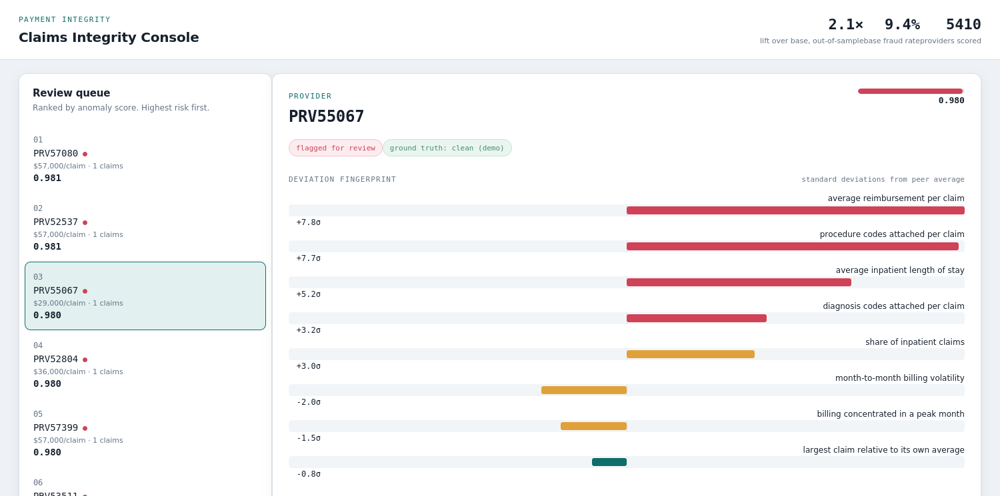 PAYMENT INTEGRITY
Claims Integrity Console
2.1× 9.4% 5410
lift over base, out-of-sample base fraud rate providers scored
Review queue
Ranked by anomaly score. Highest risk first.
01
PRV57080
$57,000/claim · 1 claims
0.981
02
PRV52537
$57,000/claim · 1 claims
0.981
03
PRV55067
$29,000/claim · 1 claims
0.980
04
PRV52804
$36,000/claim · 1 claims
0.980
05
PRV57399
$57,000/claim · 1 claims
0.980
06
PRV53511
PROVIDER
PRV55067
0.980
flagged for review
ground truth: clean (demo)
DEVIATION FINGERPRINT
standard deviations from peer average
average reimbursement per claim
+7.8σ
procedure codes attached per claim
+7.7σ
average inpatient length of stay
+5.2σ
diagnosis codes attached per claim
+3.2σ
share of inpatient claims
+3.0σ
month-to-month billing volatility
-2.0σ
billing concentrated in a peak month
-1.5σ
largest claim relative to its own average
-0.8σ